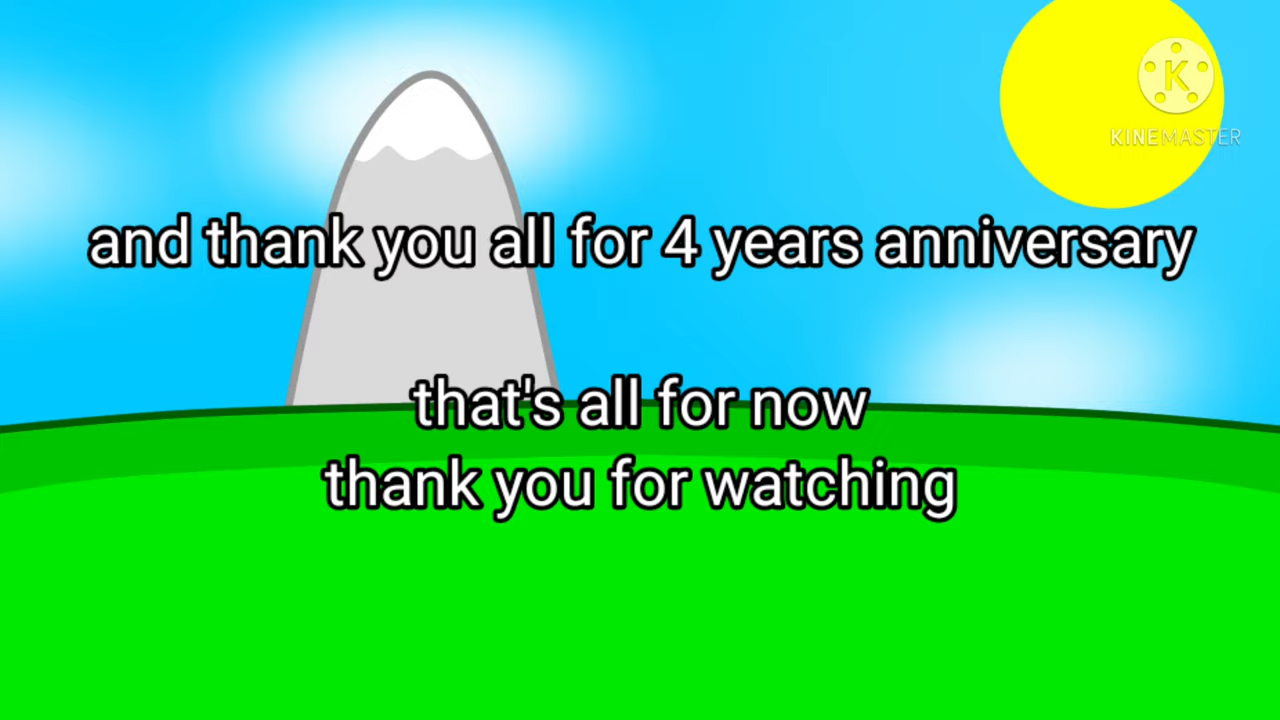 K
KINEMASTER
and thank you all for 4 years anniversary
that's all for now
thank you for watching